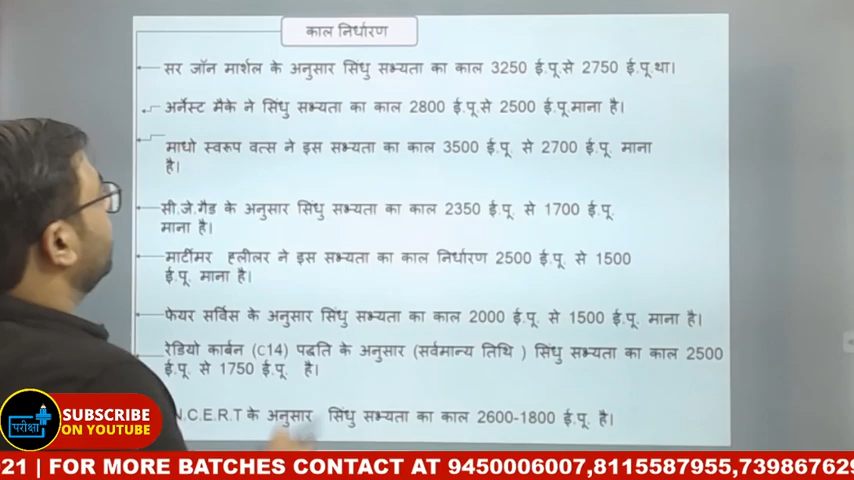 काल निर्धारण
सर जॉन मार्शल के अनुसार सिंधु सभ्यता का काल 3250 ई.पू.से 2750 ई.पू.था।
अर्नेस्ट मैके ने सिंधु सभ्यता का काल 2800 ई.पू.से 2500 ई.पू.माना है।
माधो स्वरूप वत्स ने इस सभ्यता का काल 3500 ई.पू. से 2700 ई.पू. माना
है।
सी.जे.गैड के अनुसार सिंधु सभ्यता का काल 2350 ई.पू. से 1700 ई.पू.
माना है।
मार्टीमर ह्लीलर ने इस सभ्यता का काल निर्धारण 2500 ई.पू. से 1500
ई.पू. माना है।
फेयर सर्विस के अनुसार सिंधु सभ्यता का काल 2000 ई.पू. से 1500 ई.पू. माना है।
रेडियो कार्बन (C14) पद्वति के अनुसार (सर्वमान्य तिथि ) सिंधु सभ्यता का काल 2500
ई.पू. से 1750 ई.पू. है।
N.C.E.R.T के अनुसार सिंधु सभ्यता का काल 2600-1800 ई.पू. है।
परीक्षा
SUBSCRIBE
ON YOUTUBE
21 | FOR MORE BATCHES CONTACT AT 9450006007,8115587955,739867629